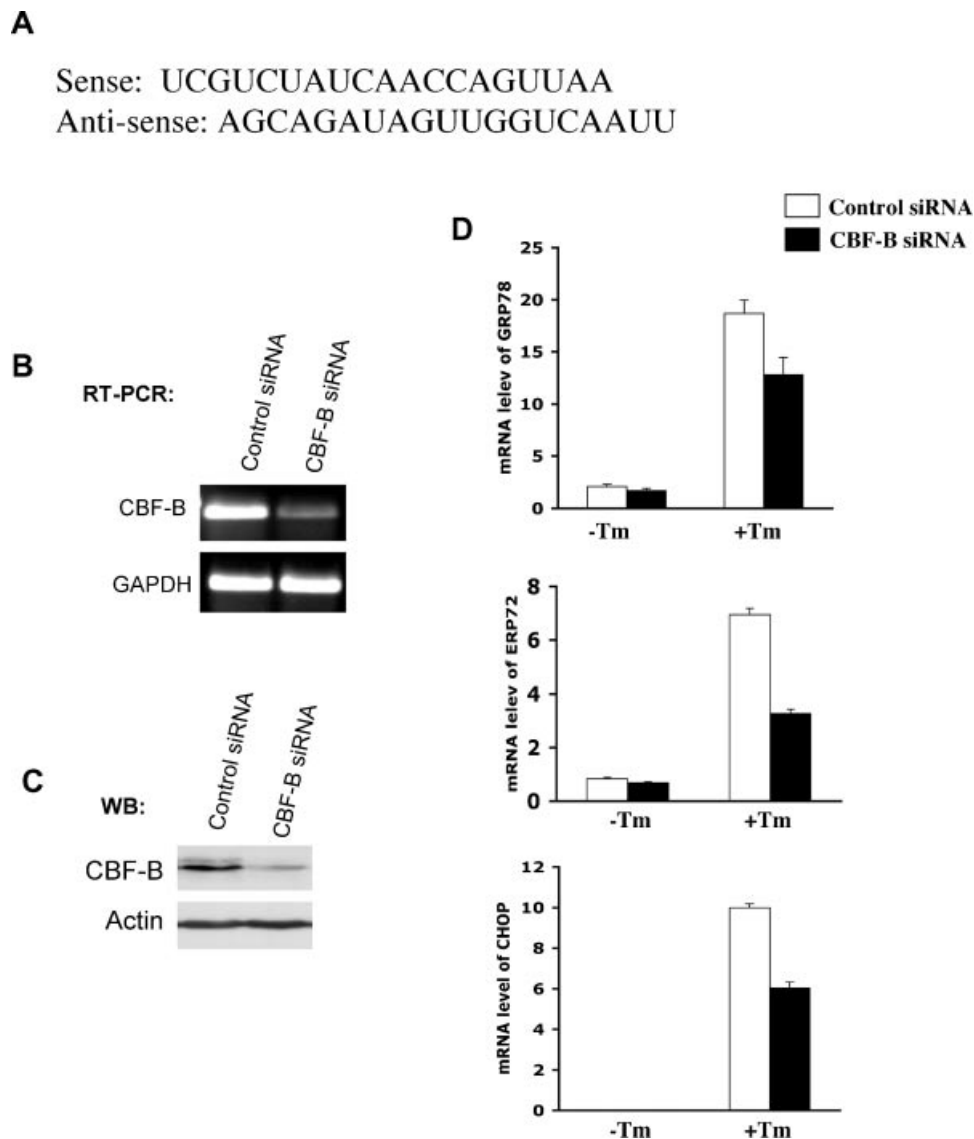 A
Sense: UCGUCUAUCAACCAGUUAA
Anti-sense: AGCAGAUAGUUGGUCAAUU
B
RT-PCR:
Control siRNA
CBF-B siRNA
CBF-B
GAPDH
C
WB:
Control siRNA
CBF-B siRNA
CBF-B
Actin
D
Control siRNA
CBF-B siRNA
mRNA lelev of GRP78
25
20
15
10
5
0
-Tm +Tm
mRNA lelev of ERP72
8
6
4
2
0
-Tm +Tm
mRNA level of CHOP
12
10
8
6
4
2
0
-Tm +Tm